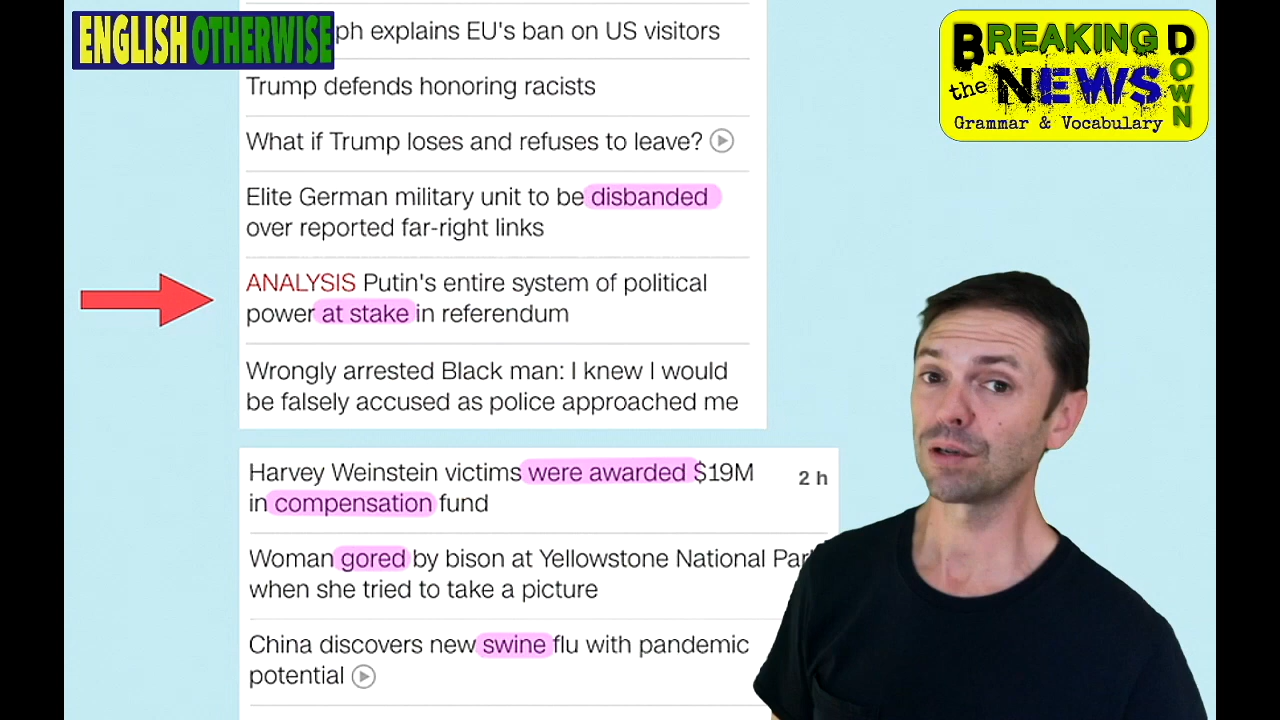 ENGLISH OTHERWISE
ph explains EU's ban on US visitors
Trump defends honoring racists
What if Trump loses and refuses to leave?
Elite German military unit to be disbanded
over reported far-right links
ANALYSIS Putin's entire system of political
power at stake in referendum
Wrongly arrested Black man: I knew I would
be falsely accused as police approached me
Harvey Weinstein victims were awarded $19M
in compensation fund
2 h
Woman gored by bison at Yellowstone National Par
when she tried to take a picture
China discovers new swine flu with pandemic
potential
BREAKING DOWN
the NEWS
Grammar & Vocabulary